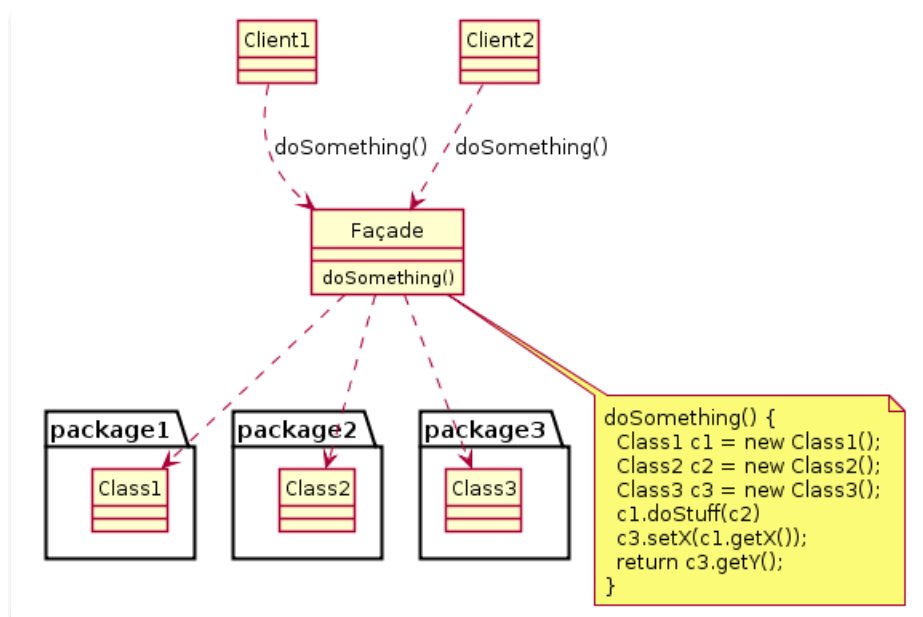 Client1
Client2
doSomething()
doSomething()
Façade
doSomething()
package1
package2
package3
Class1
Class2
Class3
doSomething() {
Class1 c1 = new Class1();
Class2 c2 = new Class2();
Class3 c3 = new Class3();
c1.doStuff(c2)
c3.setX(c1.getX());
return c3.getY();
}